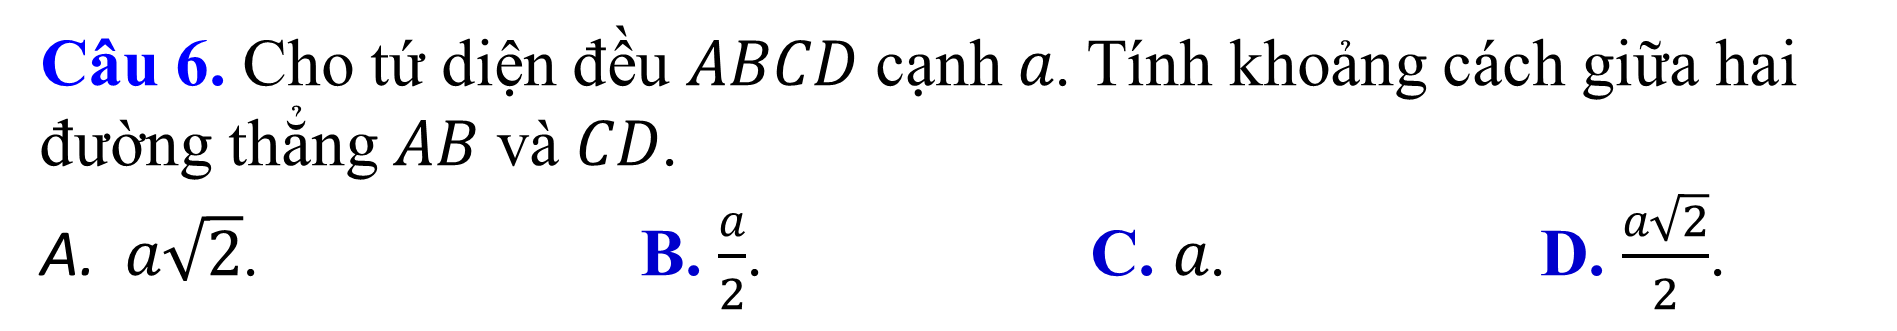 Câu 6. Cho tứ diện đều ABCD cạnh a. Tính khoảng cách giữa hai
đường thẳng AB và CD.
A. a√2. B. a/2. C. a. D. a√2/2.